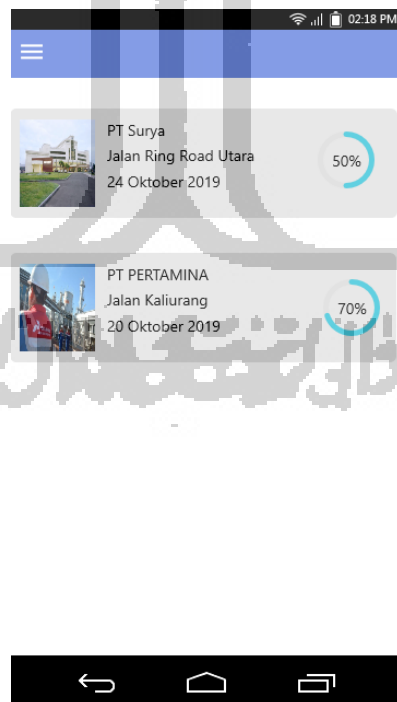 02:18 PM
PT Surya
Jalan Ring Road Utara
24 Oktober 2019
50%
PT PERTAMINA
Jalan Kaliurang
20 Oktober 2019
70%